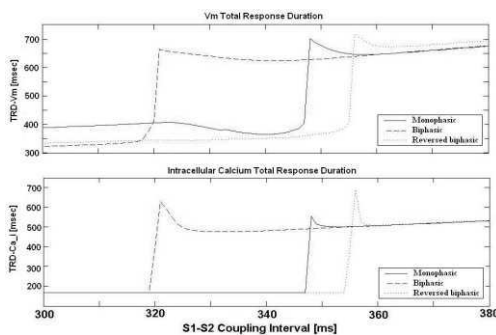 Vm Total Response Duration
TRD-Vm [msec]
700
600
500
400
300
Monophasic
Biphasic
Reversed biphasic
Intracellular Calcium Total Response Duration
TRD-Ca_i [msec]
700
600
500
400
300
200
Monophasic
Biphasic
Reversed biphasic
300 320 340 360 380
S1-S2 Coupling Interval [ms]